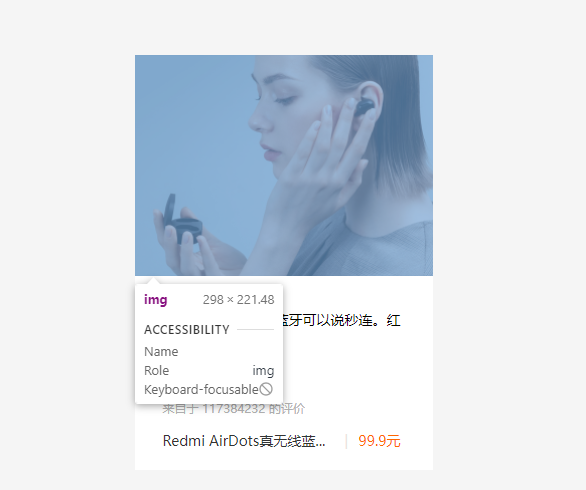 img 298 × 221.48
ACCESSIBILITY
Name
Role img
Keyboard-focusable
蓝牙可以说秒连。红
来自于 117384232 的评价
Redmi AirDots真无线蓝... | 99.9元